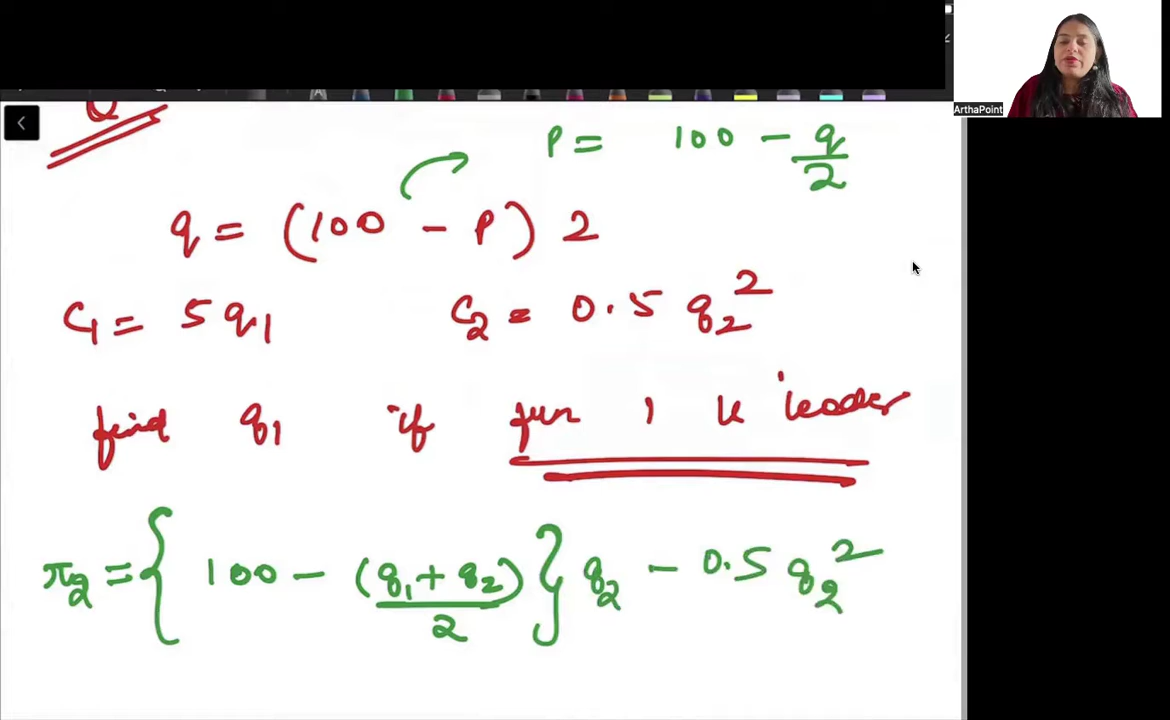 ArthaPoint
Q
P = 100 - q/2
q = (100 - P) 2
C₁ = 5q₁ C₂ = 0.5 q₂²
find q₁ if firm 1 is leader
π₂ = { 100 - (q₁ + q₂)/2 } q₂ - 0.5 q₂²